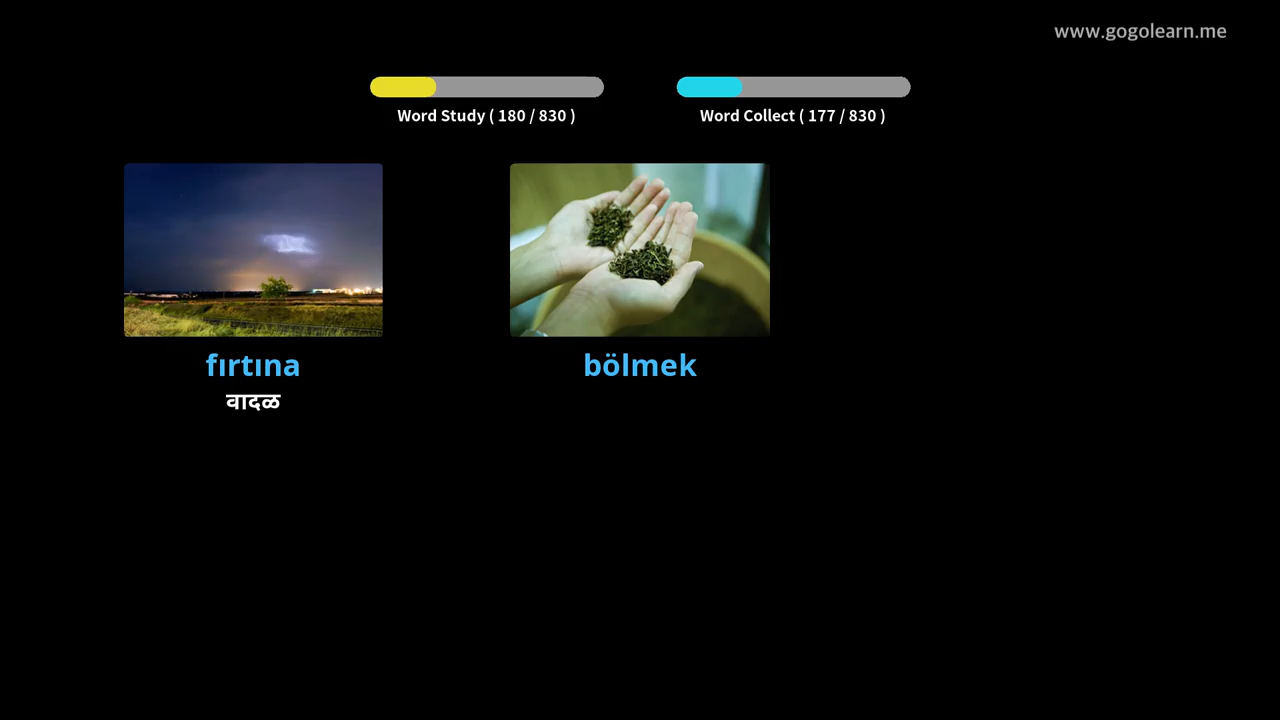 www.gogolearn.me
Word Study ( 180 / 830 )
Word Collect ( 177 / 830 )
fırtına
वादळ
bölmek